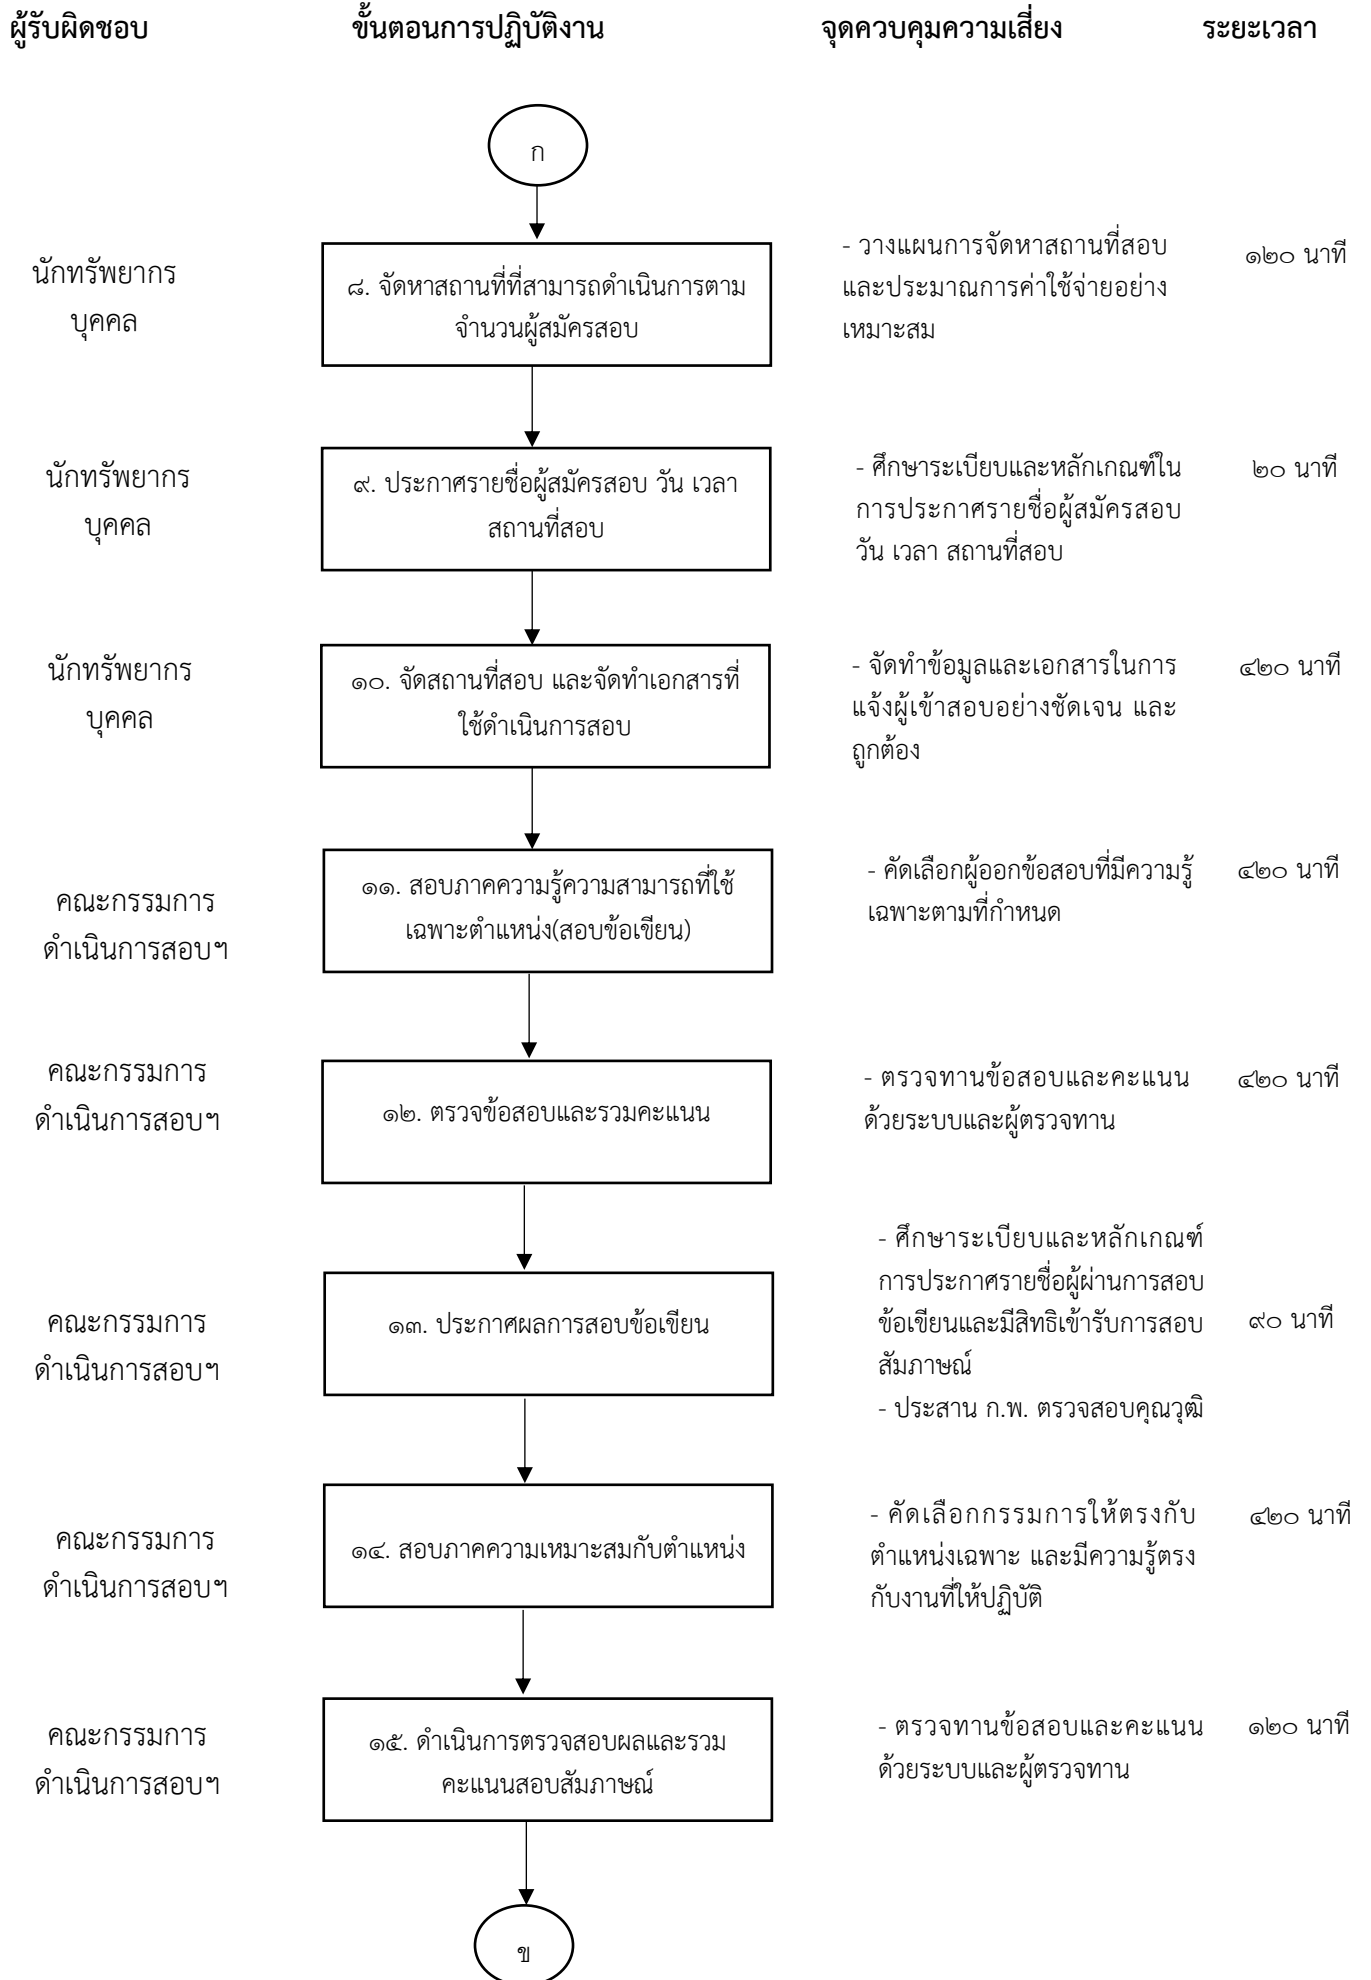 ผู้รับผิดชอบ ขั้นตอนการปฏิบัติงาน จุดควบคุมความเสี่ยง ระยะเวลา
ก
นักทรัพยากร
บุคคล
๘. จัดหาสถานที่ที่สามารถดำเนินการตาม
จำนวนผู้สมัครสอบ
- วางแผนการจัดหาสถานที่สอบ
และประมาณการค่าใช้จ่ายอย่าง
เหมาะสม
๑๒๐ นาที
นักทรัพยากร
บุคคล
๙. ประกาศรายชื่อผู้สมัครสอบ วัน เวลา
สถานที่สอบ
- ศึกษาระเบียบและหลักเกณฑ์ใน
การประกาศรายชื่อผู้สมัครสอบ
วัน เวลา สถานที่สอบ
๒๐ นาที
นักทรัพยากร
บุคคล
๑๐. จัดสถานที่สอบ และจัดทำเอกสารที่
ใช้ดำเนินการสอบ
- จัดทำข้อมูลและเอกสารในการ
แจ้งผู้เข้าสอบอย่างชัดเจน และ
ถูกต้อง
๔๒๐ นาที
คณะกรรมการ
ดำเนินการสอบฯ
๑๑. สอบภาคความรู้ความสามารถที่ใช้
เฉพาะตำแหน่ง(สอบข้อเขียน)
- คัดเลือกผู้ออกข้อสอบที่มีความรู้
เฉพาะตามที่กำหนด
๔๒๐ นาที
คณะกรรมการ
ดำเนินการสอบฯ
๑๒. ตรวจข้อสอบและรวมคะแนน
- ตรวจทานข้อสอบและคะแนน
ด้วยระบบและผู้ตรวจทาน
๔๒๐ นาที
คณะกรรมการ
ดำเนินการสอบฯ
๑๓. ประกาศผลการสอบข้อเขียน
- ศึกษาระเบียบและหลักเกณฑ์
การประกาศรายชื่อผู้ผ่านการสอบ
ข้อเขียนและมีสิทธิเข้ารับการสอบ
สัมภาษณ์
- ประสาน ก.พ. ตรวจสอบคุณวุฒิ
๙๐ นาที
คณะกรรมการ
ดำเนินการสอบฯ
๑๔. สอบภาคความเหมาะสมกับตำแหน่ง
- คัดเลือกกรรมการให้ตรงกับ
ตำแหน่งเฉพาะ และมีความรู้ตรง
กับงานที่ให้ปฏิบัติ
๔๒๐ นาที
คณะกรรมการ
ดำเนินการสอบฯ
๑๕. ดำเนินการตรวจสอบผลและรวม
คะแนนสอบสัมภาษณ์
- ตรวจทานข้อสอบและคะแนน
ด้วยระบบและผู้ตรวจทาน
๑๒๐ นาที
ข